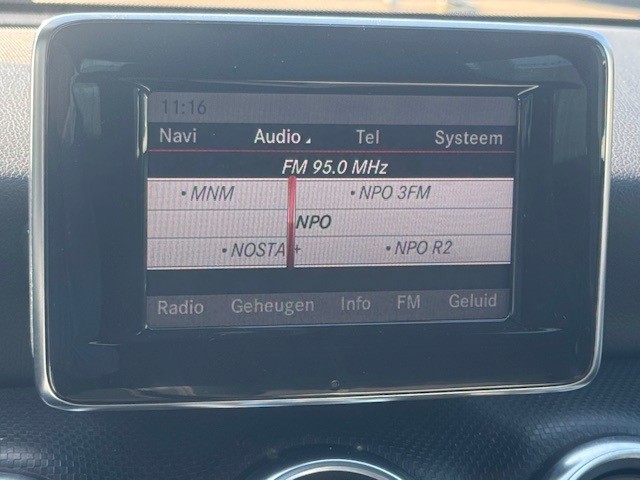 11:16
Navi Audio Tel Systeem
FM 95.0 MHz
• MNM • NPO 3FM
NPO
• NOSTA + • NPO R2
Radio Geheugen Info FM Geluid